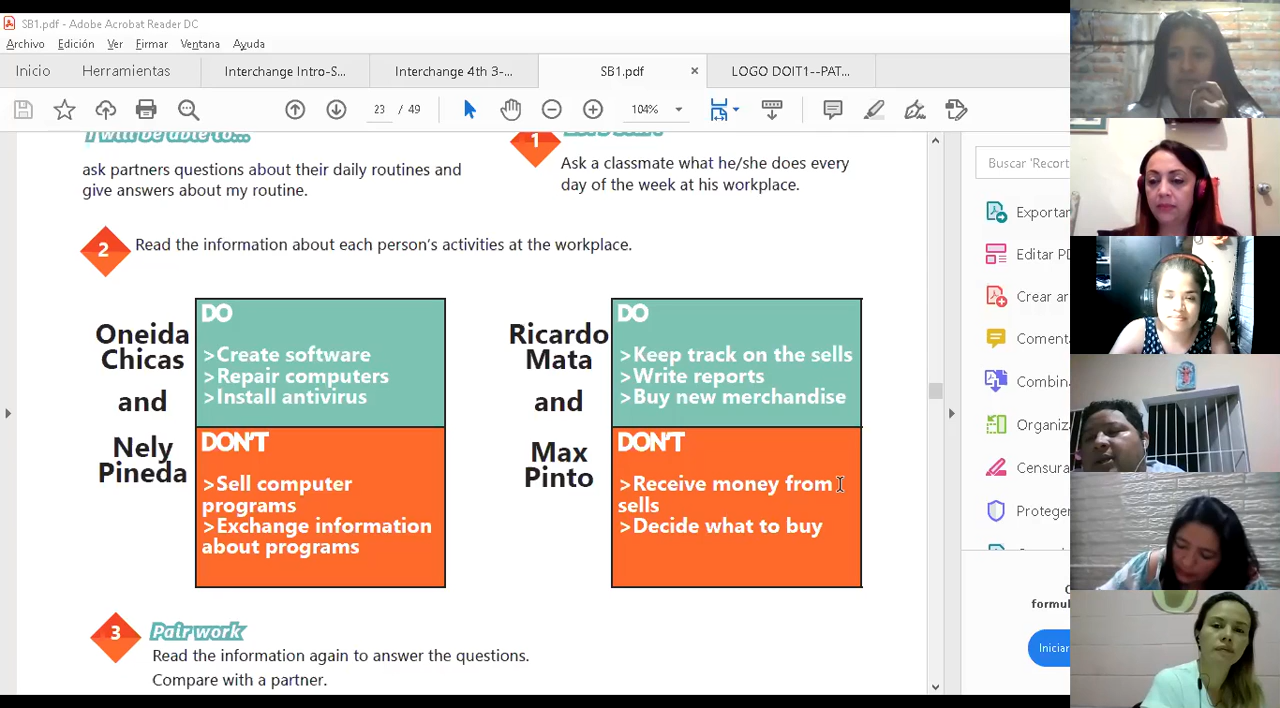 SB1.pdf - Adobe Acrobat Reader DC
Archivo Edición Ver Firmar Ventana Ayuda
Inicio Herramientas Interchange Intro-S... Interchange 4th 3-... SB1.pdf × LOGO DOIT1--PAT...
23 / 49 104%
I will be able to...
ask partners questions about their daily routines and
give answers about my routine.
1
Ask a classmate what he/she does every
day of the week at his workplace.
2 Read the information about each person's activities at the workplace.
Oneida
Chicas
and
Nely
Pineda
DO
>Create software
>Repair computers
>Install antivirus
DON'T
>Sell computer
programs
>Exchange information
about programs
Ricardo
Mata
and
Max
Pinto
DO
>Keep track on the sells
>Write reports
>Buy new merchandise
DON'T
>Receive money from
sells
>Decide what to buy
3 Pair work
Read the information again to answer the questions.
Compare with a partner.
Buscar 'Recort
Exportar
Editar PD
Crear ar
Comenta
Combin
Organiza
Censura
Proteger
formul
Iniciar